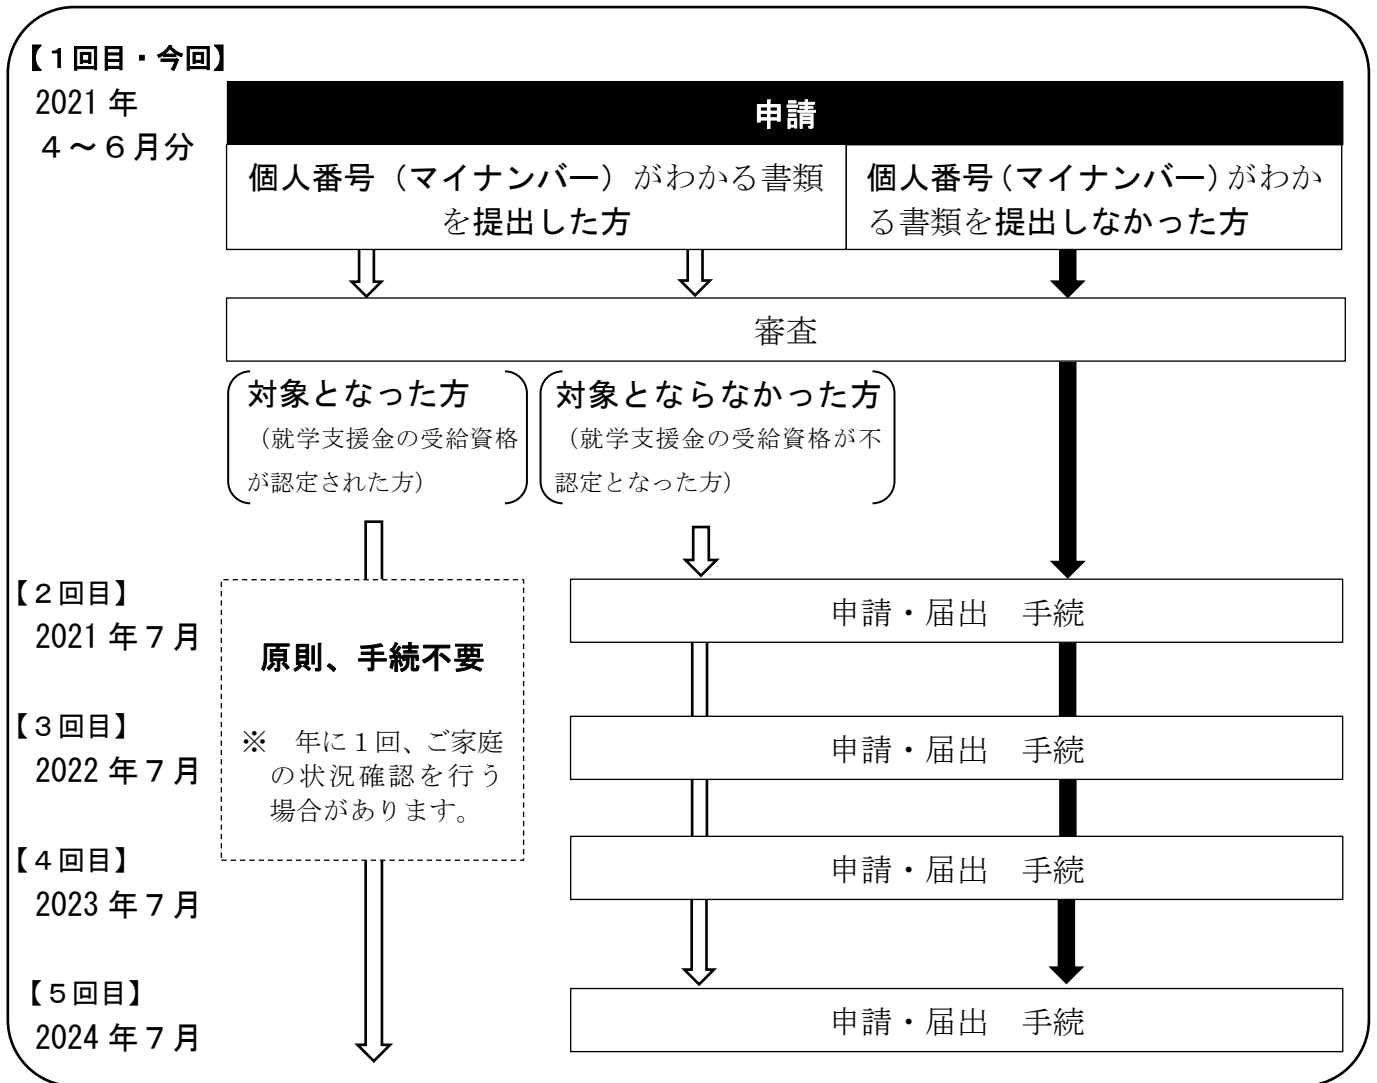 【１回目・今回】
2021 年
４～６月分
申請
個人番号（マイナンバー）がわかる書類
を提出した方
個人番号（マイナンバー）がわか
る書類を提出しなかった方
審査
対象となった方
（就学支援金の受給資格
が認定された方）
対象とならなかった方
（就学支援金の受給資格が不
認定となった方）
【２回目】
2021 年７月
原則、手続不要
※　年に１回、ご家庭
の状況確認を行う
場合があります。
申請・届出　手続
【３回目】
2022 年７月
申請・届出　手続
【４回目】
2023 年７月
申請・届出　手続
【５回目】
2024 年７月
申請・届出　手続